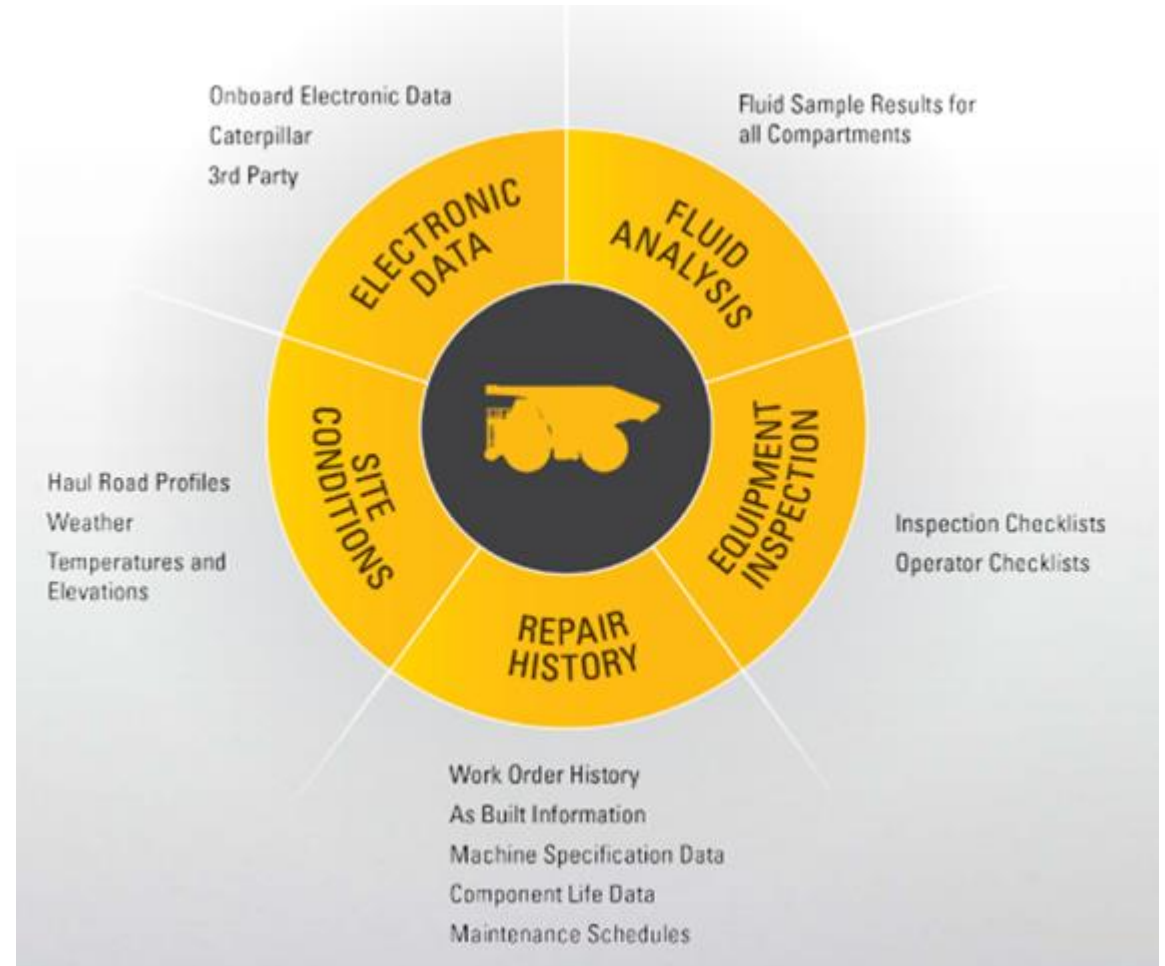 Onboard Electronic Data
Caterpillar
3rd Party
Fluid Sample Results for
all Compartments
ELECTRONIC
DATA
FLUID
ANALYSIS
SITE
CONDITIONS
EQUIPMENT
INSPECTION
Haul Road Profiles
Weather
Temperatures and
Elevations
Inspection Checklists
Operator Checklists
REPAIR
HISTORY
Work Order History
As Built Information
Machine Specification Data
Component Life Data
Maintenance Schedules